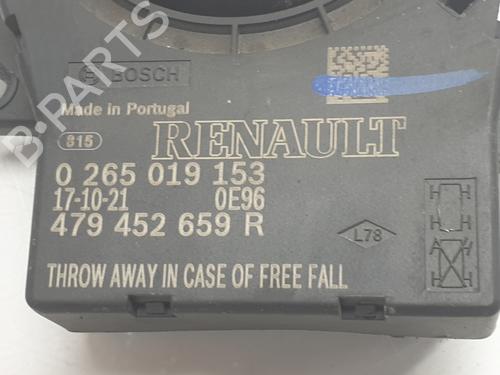 B-PARTS
BOSCH
Made in Portugal
815
RENAULT
0 265 019 153
17-10-21 0E96
479 452 659 R
L78
THROW AWAY IN CASE OF FREE FALL